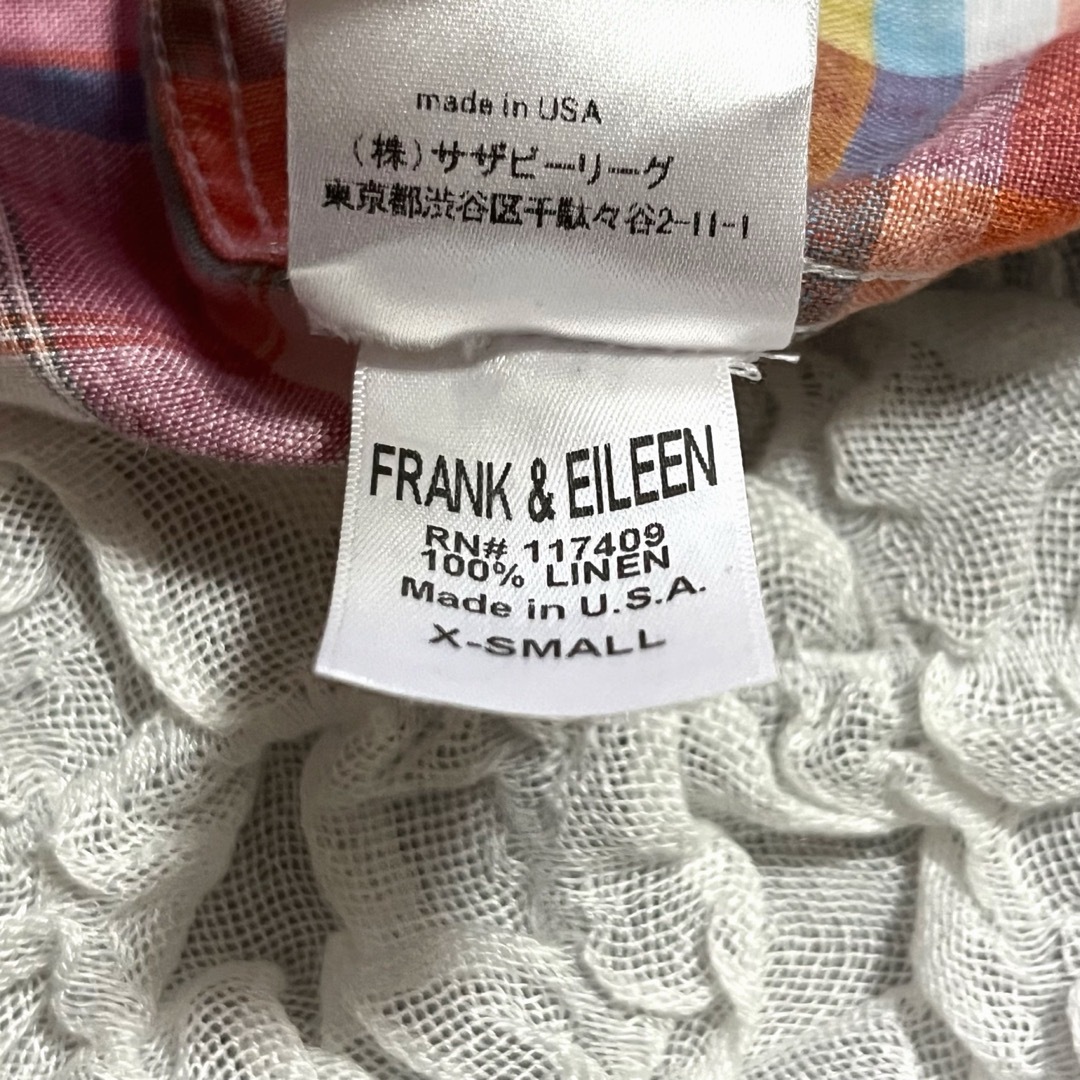 made in USA
(株)サザビーリーグ
東京都渋谷区千駄々谷2-11-1
FRANK & EILEEN
RN# 117409
100% LINEN
Made in U.S.A.
X-SMALL